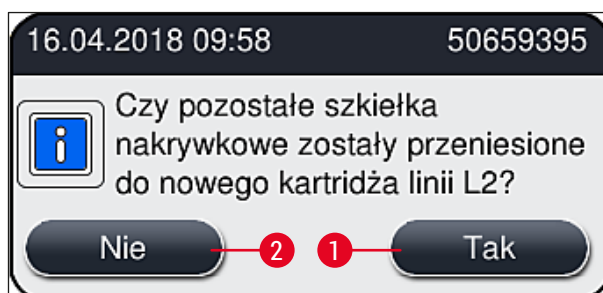 16.04.2018 09:58 50659395
Czy pozostałe szkiełka
nakrywkowe zostały przeniesione
do nowego kartridża linii L2?
Nie 2 1 Tak